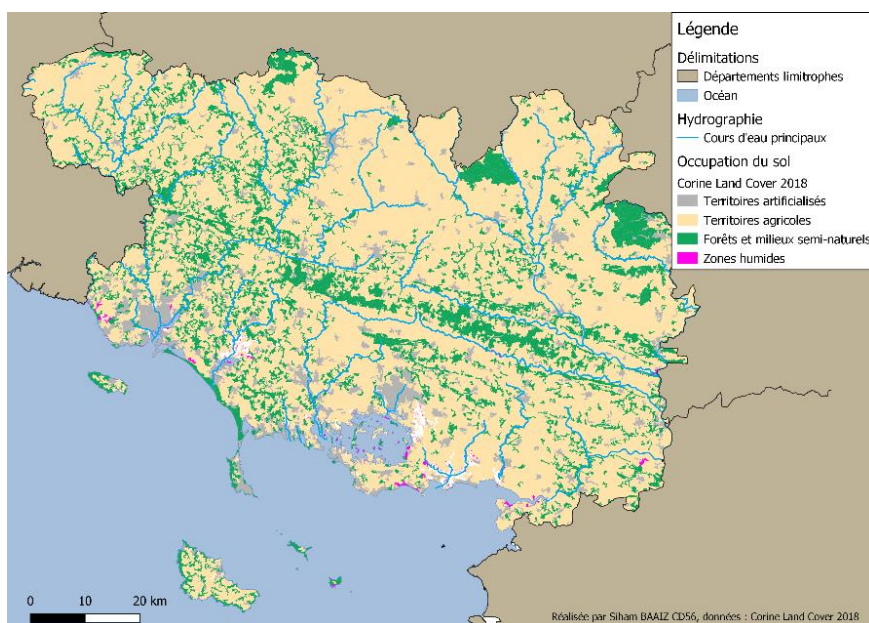 Légende
Délimitations
Départements limitrophes
Océan
Hydrographie
Cours d'eau principaux
Occupation du sol
Corine Land Cover 2018
Territoires artificialisés
Territoires agricoles
Forêts et milieux semi-naturels
Zones humides
0 10 20 km
Réalisée par Siham BAAIZ CD56, données : Corine Land Cover 2018